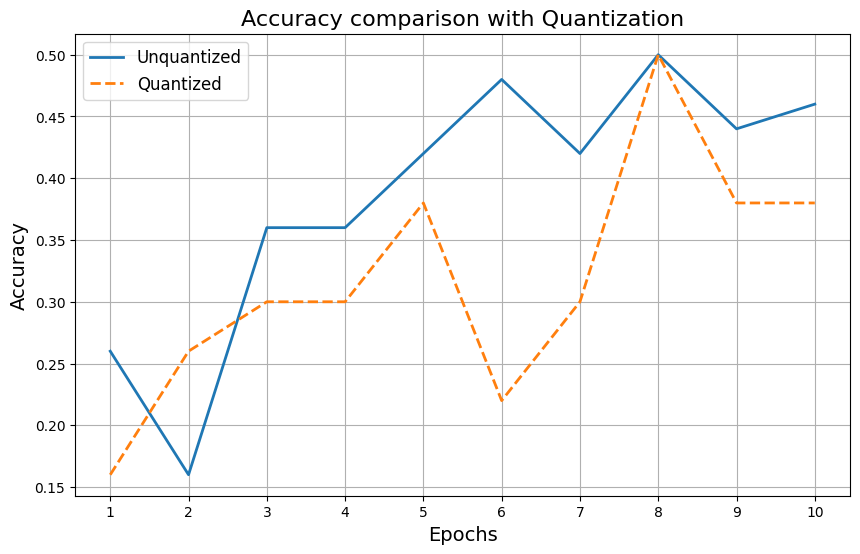 Accuracy comparison with Quantization
Unquantized
Quantized
0.50
0.45
0.40
0.35
0.30
0.25
0.20
0.15
Accuracy
1 2 3 4 5 6 7 8 9 10
Epochs